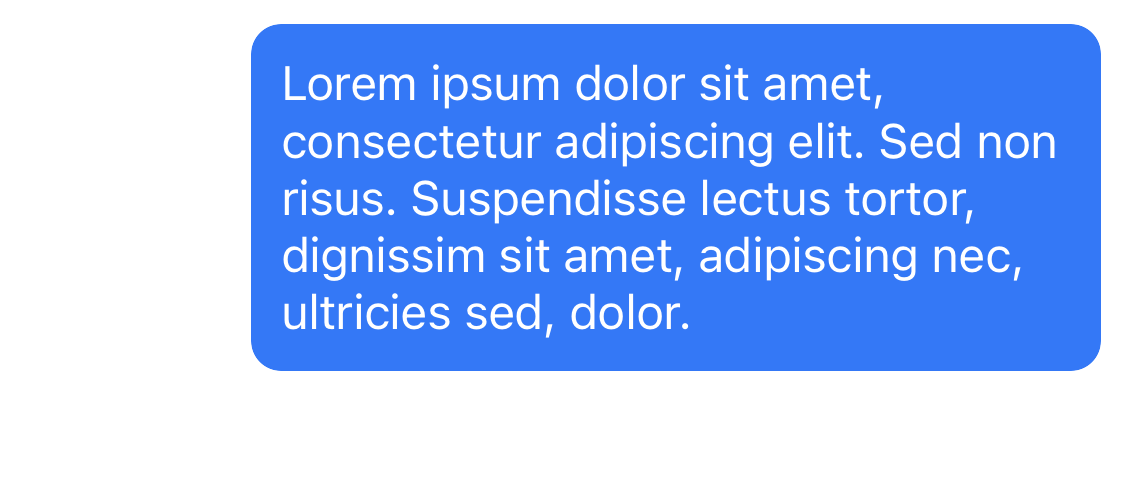 Lorem ipsum dolor sit amet,
consectetur adipiscing elit. Sed non
risus. Suspendisse lectus tortor,
dignissim sit amet, adipiscing nec,
ultricies sed, dolor.